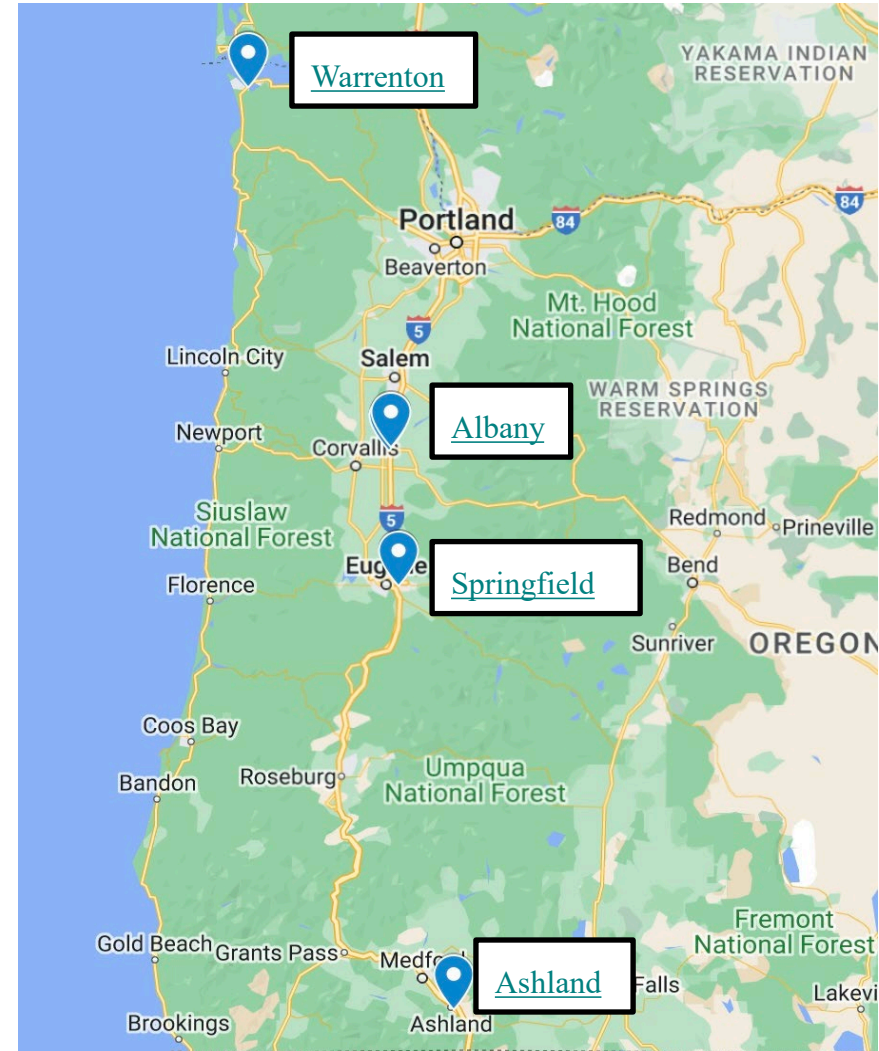 YAKAMA INDIAN
RESERVATION
Warrenton
84
84
Portland
Beaverton
Mt. Hood
National Forest
5
Lincoln City
Salem
WARM SPRINGS
RESERVATION
Albany
Newport
Corvallis
Siuslaw
National Forest
5
Redmond
Prineville
Bend
Springfield
Florence
Sunriver
OREGON
Coos Bay
Umpqua
National Forest
Roseburg
Bandon
Fremont
National Forest
Gold Beach
Grants Pass
Ashland
Falls
Brookings
Ashland